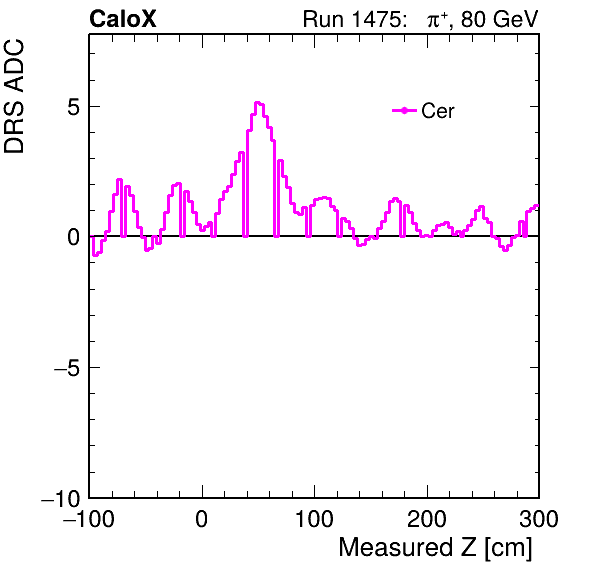 CaloX Run 1475: π⁺, 80 GeV
DRS ADC
Cer
5
0
−5
−10
−100 0 100 200 300
Measured Z [cm]